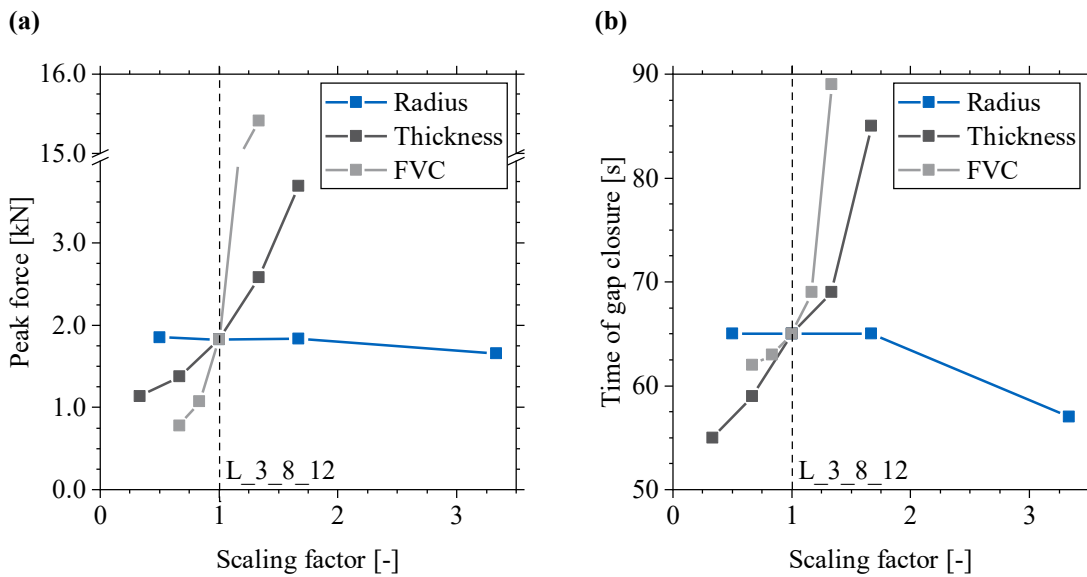 (a)
16.0
15.0
3.0
2.0
1.0
0.0
Peak force [kN]
Radius
Thickness
FVC
L_3_8_12
0 1 2 3
Scaling factor [-]
(b)
90
80
70
60
50
Time of gap closure [s]
Radius
Thickness
FVC
L_3_8_12
0 1 2 3
Scaling factor [-]